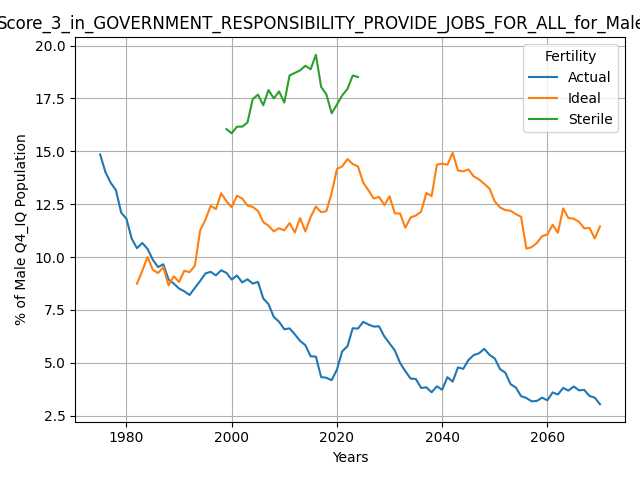 Score_3_in_GOVERNMENT_RESPONSIBILITY_PROVIDE_JOBS_FOR_ALL_for_Male
Fertility
Actual
Ideal
Sterile
% of Male Q4_IQ Population
20.0
17.5
15.0
12.5
10.0
7.5
5.0
2.5
1980 2000 2020 2040 2060
Years